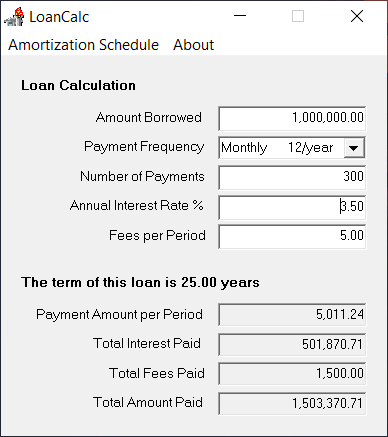 LoanCalc
Amortization Schedule About
Loan Calculation
Amount Borrowed 1,000,000.00
Payment Frequency Monthly 12/year
Number of Payments 300
Annual Interest Rate % 3.50
Fees per Period 5.00
The term of this loan is 25.00 years
Payment Amount per Period 5,011.24
Total Interest Paid 501,870.71
Total Fees Paid 1,500.00
Total Amount Paid 1,503,370.71